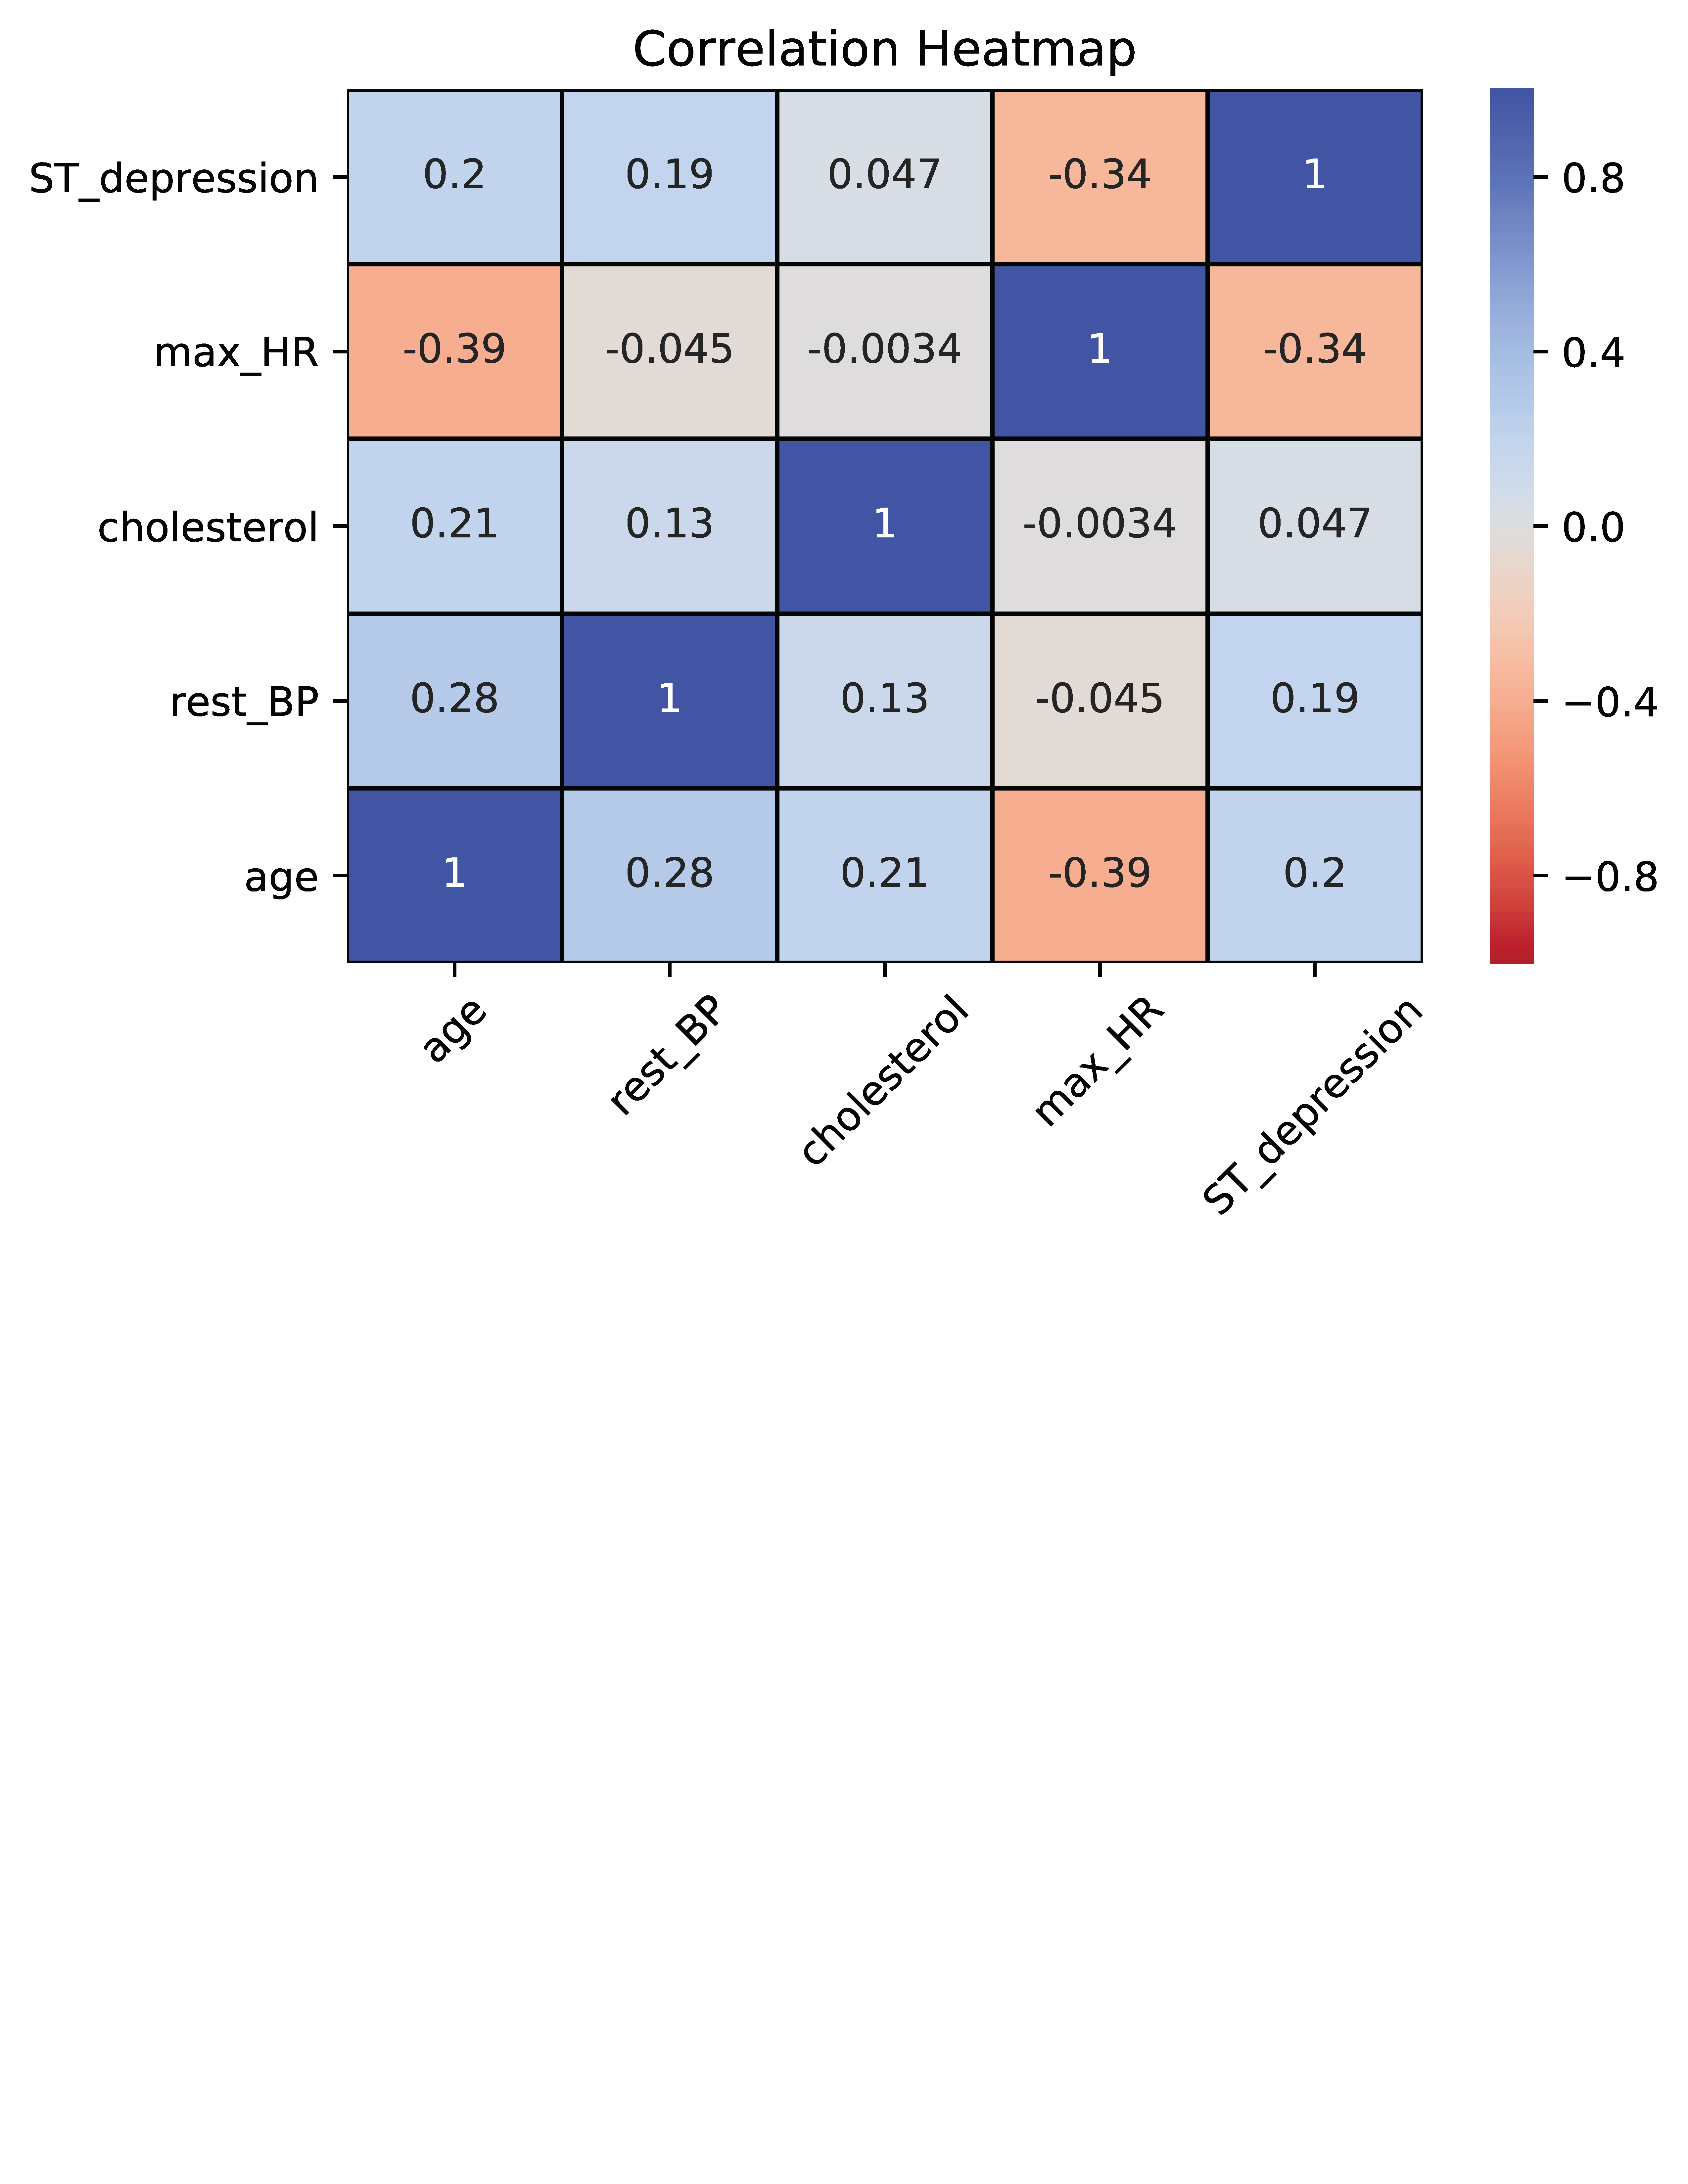 Correlation Heatmap
ST_depression 0.2 0.19 0.047 -0.34 1 0.8
max_HR -0.39 -0.045 -0.0034 1 -0.34 0.4
cholesterol 0.21 0.13 1 -0.0034 0.047 0.0
rest_BP 0.28 1 0.13 -0.045 0.19 −0.4
age 1 0.28 0.21 -0.39 0.2 −0.8
age rest_BP cholesterol max_HR ST_depression